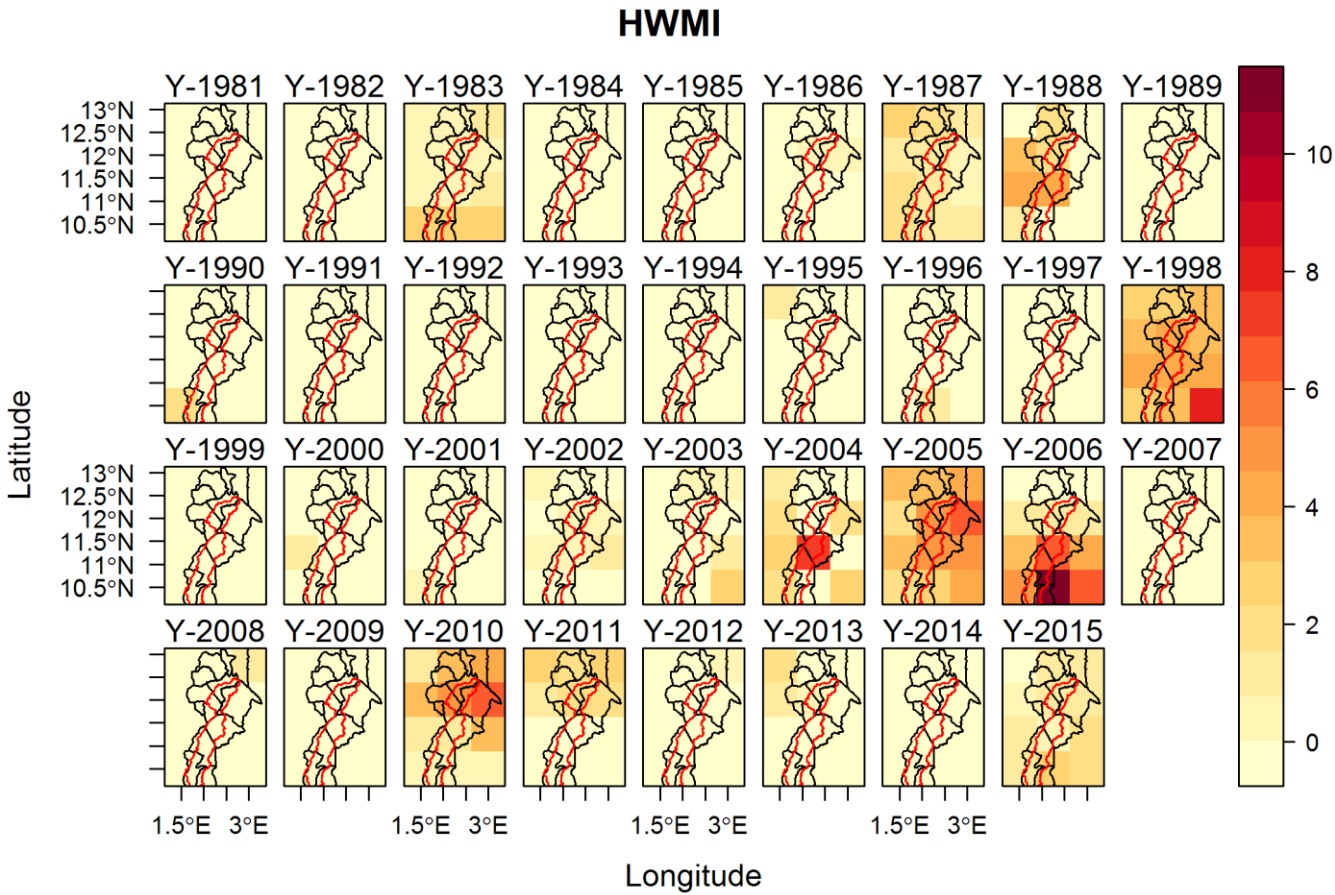 HWMI
Y-1981 Y-1982 Y-1983 Y-1984 Y-1985 Y-1986 Y-1987 Y-1988 Y-1989
13°N
12.5°N
12°N
11.5°N
11°N
10.5°N
Y-1990 Y-1991 Y-1992 Y-1993 Y-1994 Y-1995 Y-1996 Y-1997 Y-1998
Y-1999 Y-2000 Y-2001 Y-2002 Y-2003 Y-2004 Y-2005 Y-2006 Y-2007
13°N
12.5°N
12°N
11.5°N
11°N
10.5°N
Y-2008 Y-2009 Y-2010 Y-2011 Y-2012 Y-2013 Y-2014 Y-2015
1.5°E 3°E 1.5°E 3°E 1.5°E 3°E 1.5°E 3°E
Longitude
Latitude
10
8
6
4
2
0